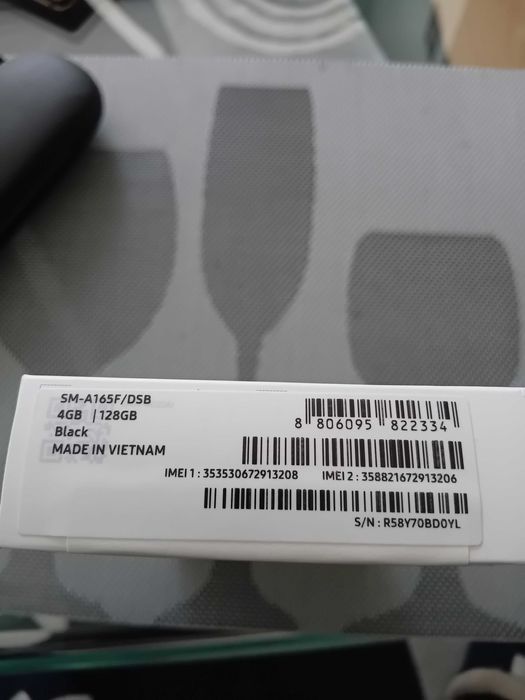 SM-A165F/DSB
4GB | 128GB
Black
MADE IN VIETNAM
8 806095 822334
IMEI 1 : 353530672913208 IMEI 2 : 358821672913206
S/N : R58Y70BD0YL